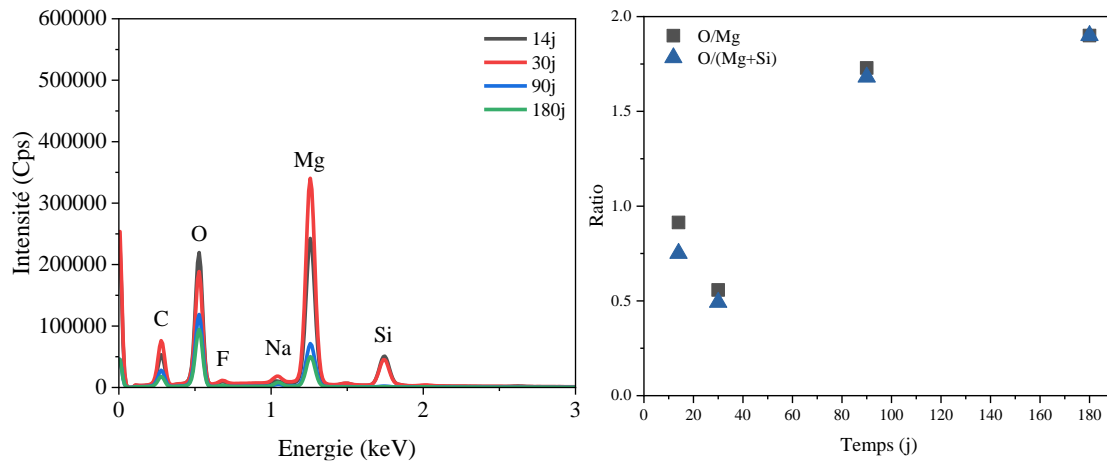 600000
500000
400000
300000
200000
100000
0
Intensité (Cps)
14j
30j
90j
180j
C
O
F
Na
Mg
Si
0 1 2 3
Energie (keV)
2.0
1.5
1.0
0.5
0.0
Ratio
O/Mg
O/(Mg+Si)
0 20 40 60 80 100 120 140 160 180
Temps (j)